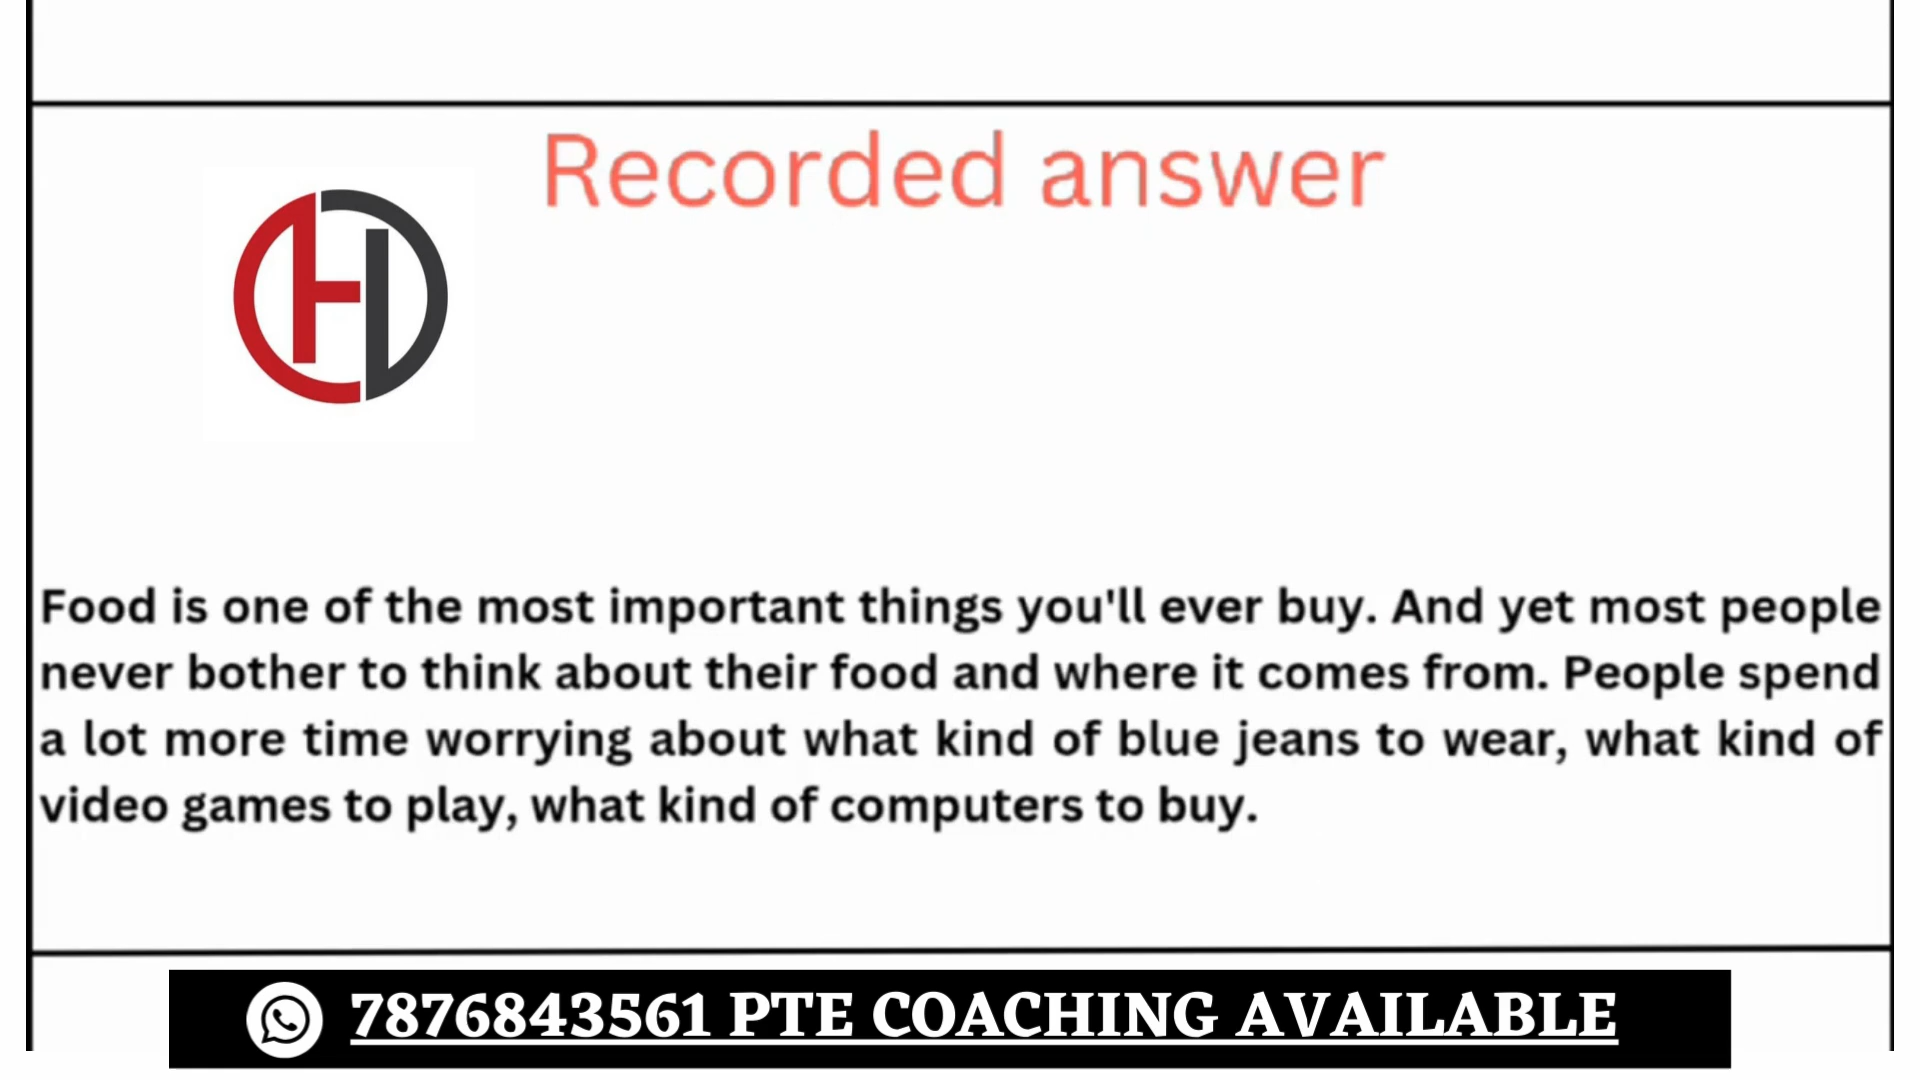 Recorded answer
Food is one of the most important things you'll ever buy. And yet most people
never bother to think about their food and where it comes from. People spend
a lot more time worrying about what kind of blue jeans to wear, what kind of
video games to play, what kind of computers to buy.
7876843561 PTE COACHING AVAILABLE